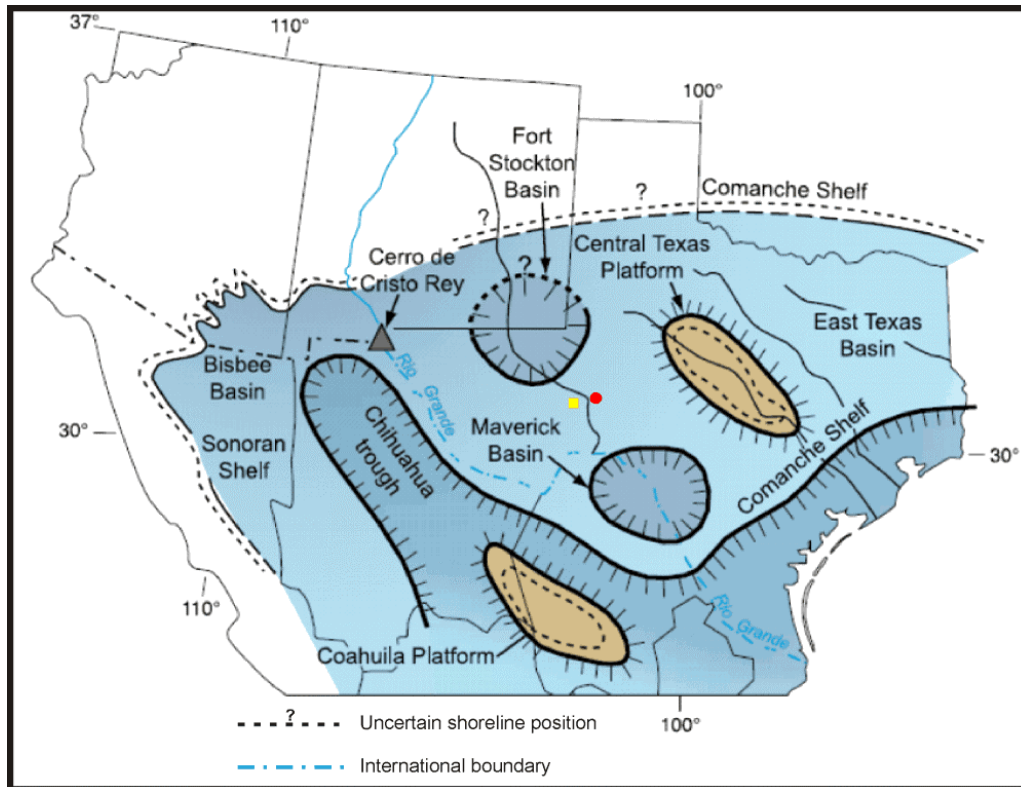 37°
110°
100°
Fort
Stockton
Basin
?
Comanche Shelf
?
Central Texas
Platform
Cerro de
Cristo Rey
?
East Texas
Basin
Bisbee
Basin
Rio Grande
Chihuahua
trough
Maverick
Basin
30°
Sonoran
Shelf
Comanche Shelf
30°
110°
Rio Grande
Coahuila Platform
100°
? Uncertain shoreline position
International boundary